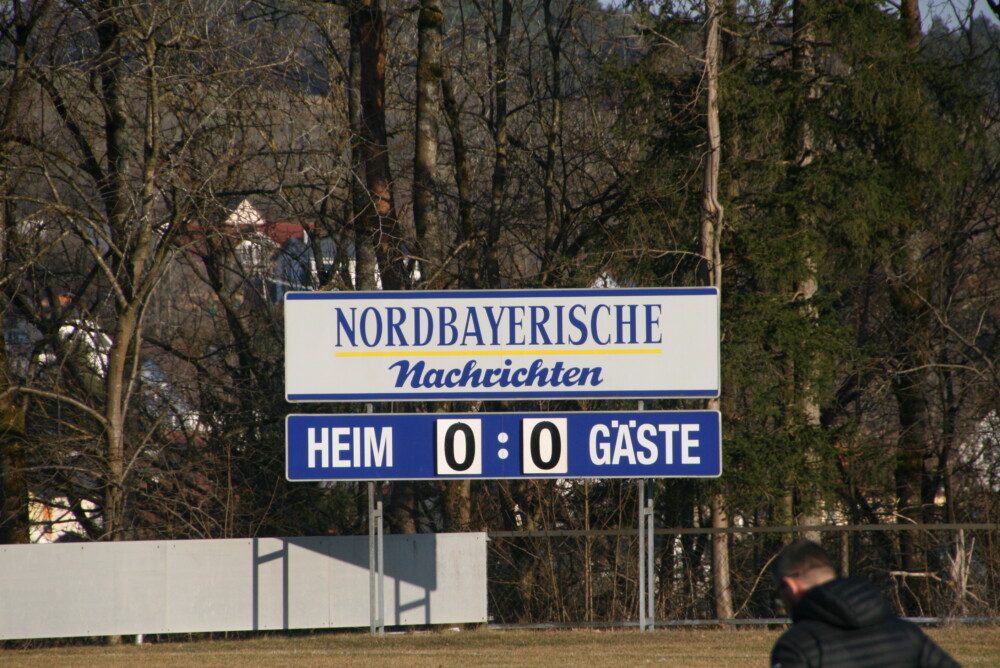 NORDBAYERISCHE
Nachrichten
HEIM 0:0 GÄSTE